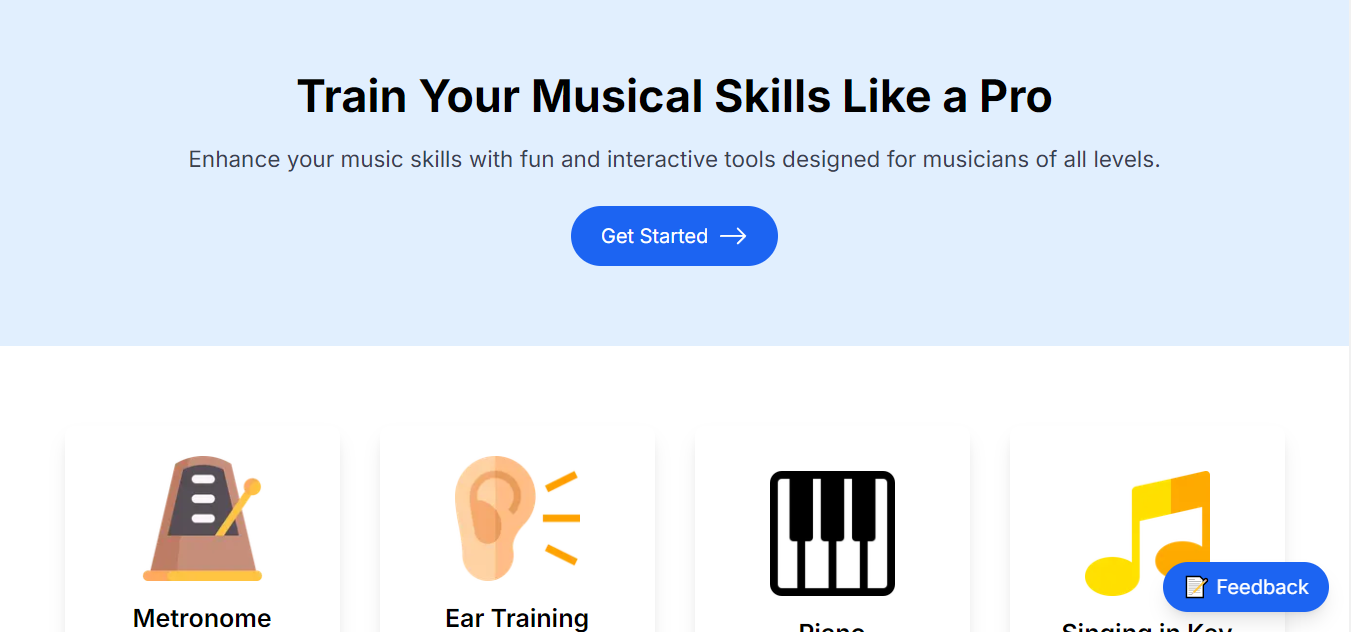 Train Your Musical Skills Like a Pro
Enhance your music skills with fun and interactive tools designed for musicians of all levels.
Get Started
Feedback
Metronome
Ear Training
Piano
Singing in Key